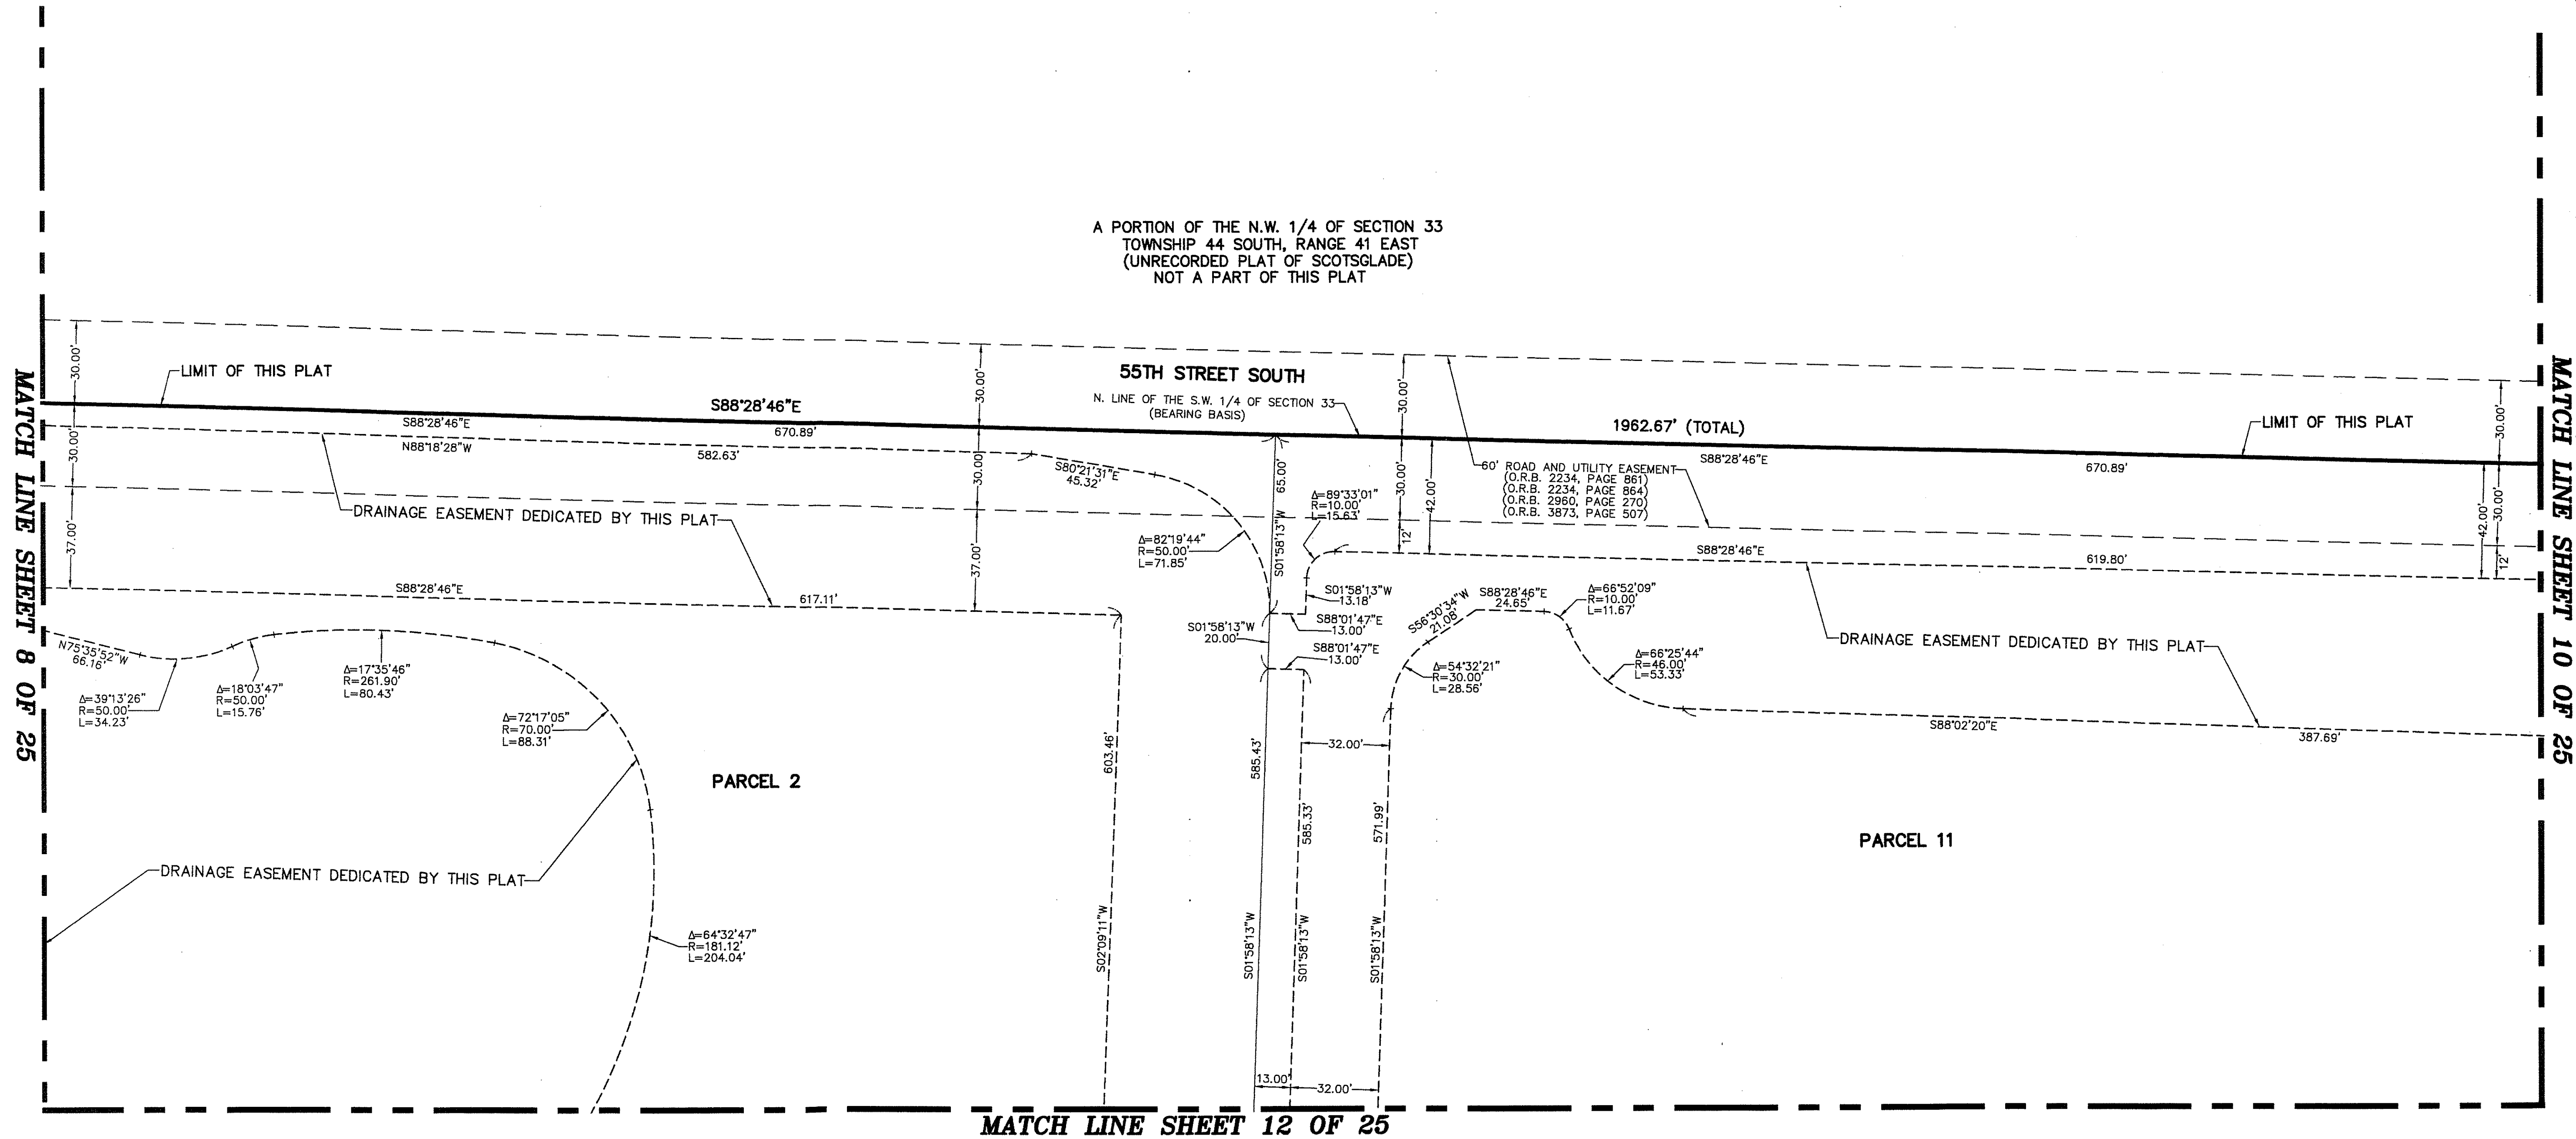 A PORTION OF THE N.W. 1/4 OF SECTION 33
TOWNSHIP 44 SOUTH, RANGE 41 EAST
(UNRECORDED PLAT OF SCOTSGLADE)
NOT A PART OF THIS PLAT
MATCH LINE SHEET 8 OF 25
30.00'
30.00'
37.00'
LIMIT OF THIS PLAT
S88°28'46"E
S88°28'46"E
670.89'
N88°18'28"W
582.63'
DRAINAGE EASEMENT DEDICATED BY THIS PLAT
S88°28'46"E
617.11'
30.00'
30.00'
37.00'
55TH STREET SOUTH
N. LINE OF THE S.W. 1/4 OF SECTION 33
(BEARING BASIS)
S80°21'31"E
45.32'
Δ=82°19'44"
R=50.00'
L=71.85'
65.00'
S01°58'13"W
Δ=89°33'01"
R=10.00'
L=15.63'
30.00'
30.00'
12'
42.00'
1962.67' (TOTAL)
LIMIT OF THIS PLAT
S88°28'46"E
670.89'
60' ROAD AND UTILITY EASEMENT
(O.R.B. 2234, PAGE 861)
(O.R.B. 2234, PAGE 864)
(O.R.B. 2960, PAGE 270)
(O.R.B. 3873, PAGE 507)
S88°28'46"E
619.80'
30.00'
42.00'
30.00'
12'
MATCH LINE SHEET 10 OF 25
N75°35'52"W
66.16'
Δ=39°13'26"
R=50.00'
L=34.23'
Δ=18°03'47"
R=50.00'
L=15.76'
Δ=17°35'46"
R=261.90'
L=80.43'
Δ=72°17'05"
R=70.00'
L=88.31'
S01°58'13"W
20.00'
S01°58'13"W
13.18'
S88°01'47"E
13.00'
S88°01'47"E
13.00'
S56°30'34"W
21.08'
S88°28'46"E
24.65'
Δ=66°52'09"
R=10.00'
L=11.67'
Δ=54°32'21"
R=30.00'
L=28.56'
Δ=66°25'44"
R=46.00'
L=53.33'
DRAINAGE EASEMENT DEDICATED BY THIS PLAT
S88°02'20"E
387.69'
32.00'
PARCEL 2
603.46'
585.43'
585.33'
571.99'
PARCEL 11
DRAINAGE EASEMENT DEDICATED BY THIS PLAT
Δ=64°32'47"
R=181.12'
L=204.04'
S02°09'11"W
S01°58'13"W
S01°58'13"W
S01°58'13"W
13.00'
32.00'
MATCH LINE SHEET 12 OF 25